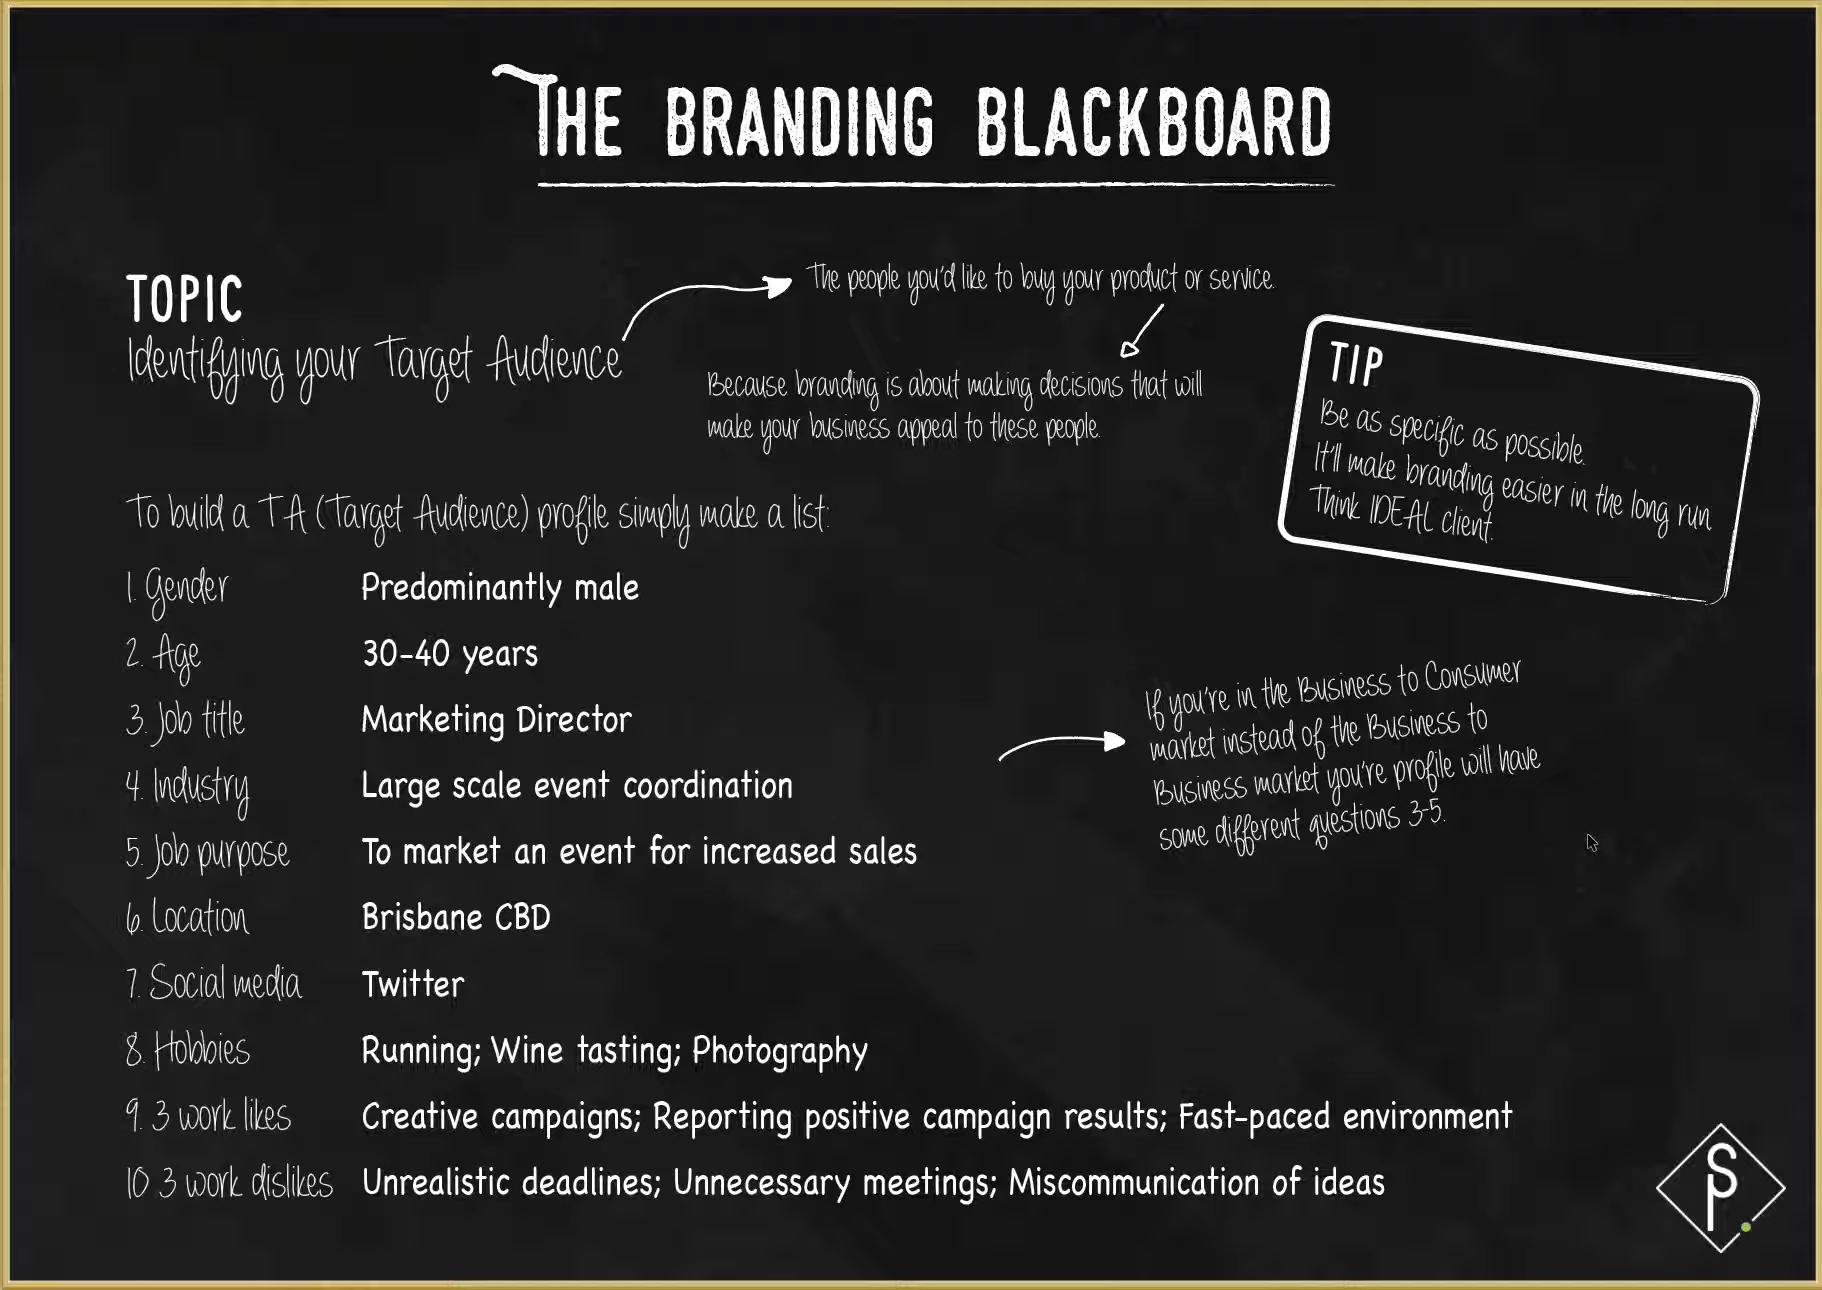 THE BRANDING BLACKBOARD
TOPIC
Identifying your Target Audience
The people you'd like to buy your product or service.
Because branding is about making decisions that will
make your business appeal to these people.
TIP
Be as specific as possible.
It'll make branding easier in the long run
Think IDEAL client.
To build a TA (Target Audience) profile simply make a list:
1. Gender Predominantly male
2. Age 30-40 years
3. Job title Marketing Director
4. Industry Large scale event coordination
5. Job purpose To market an event for increased sales
6. Location Brisbane CBD
7. Social media Twitter
8. Hobbies Running; Wine tasting; Photography
9. 3 work likes Creative campaigns; Reporting positive campaign results; Fast-paced environment
10 3 work dislikes Unrealistic deadlines; Unnecessary meetings; Miscommunication of ideas
If you're in the Business to Consumer
market instead of the Business to
Business market you're profile will have
some different questions 3-5.
SP.